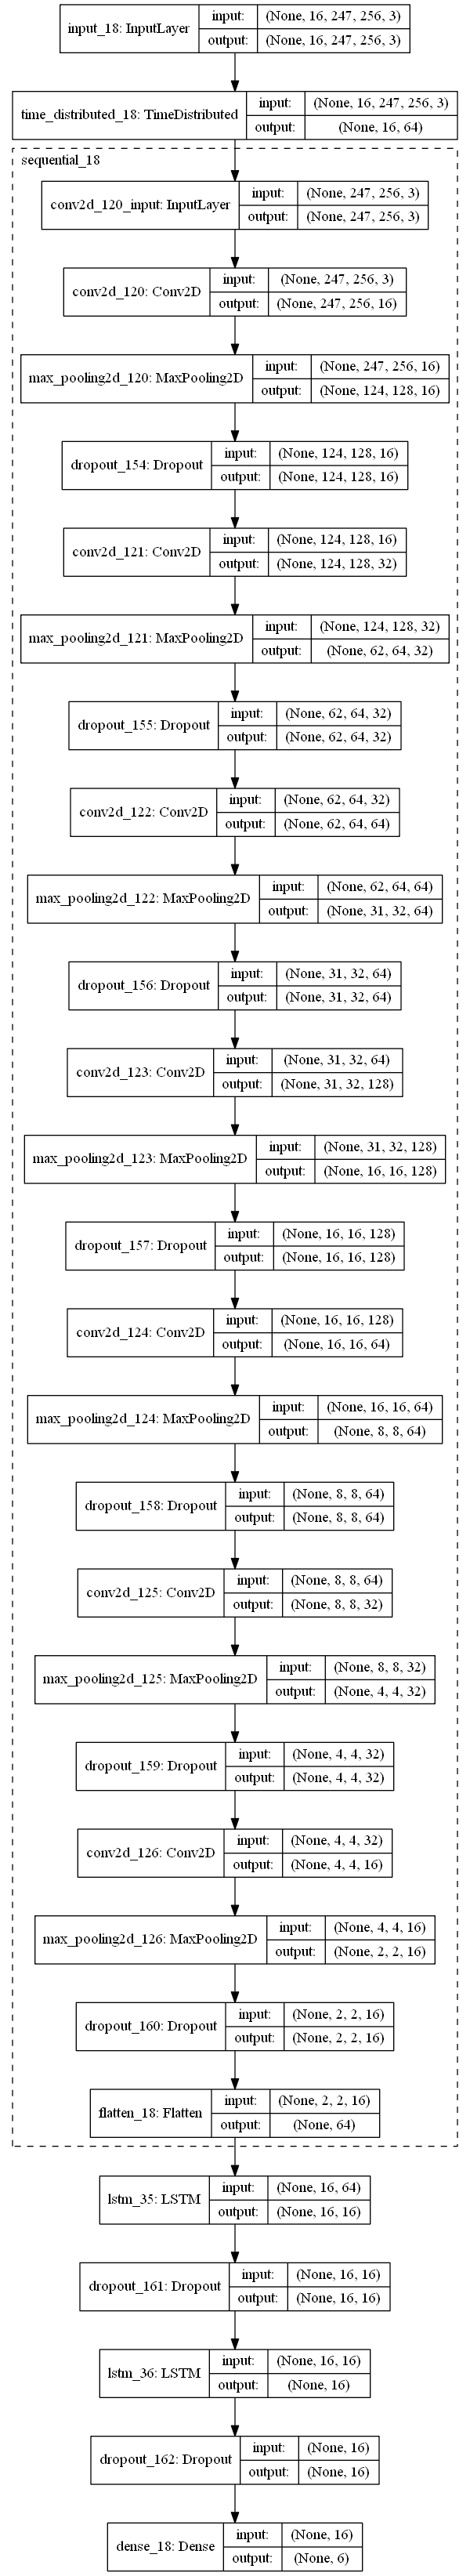 input_18: InputLayer
input: (None, 16, 247, 256, 3)
output: (None, 16, 247, 256, 3)
time_distributed_18: TimeDistributed
input: (None, 16, 247, 256, 3)
output: (None, 16, 64)
sequential_18
conv2d_120_input: InputLayer
input: (None, 247, 256, 3)
output: (None, 247, 256, 3)
conv2d_120: Conv2D
input: (None, 247, 256, 3)
output: (None, 247, 256, 16)
max_pooling2d_120: MaxPooling2D
input: (None, 247, 256, 16)
output: (None, 124, 128, 16)
dropout_154: Dropout
input: (None, 124, 128, 16)
output: (None, 124, 128, 16)
conv2d_121: Conv2D
input: (None, 124, 128, 16)
output: (None, 124, 128, 32)
max_pooling2d_121: MaxPooling2D
input: (None, 124, 128, 32)
output: (None, 62, 64, 32)
dropout_155: Dropout
input: (None, 62, 64, 32)
output: (None, 62, 64, 32)
conv2d_122: Conv2D
input: (None, 62, 64, 32)
output: (None, 62, 64, 64)
max_pooling2d_122: MaxPooling2D
input: (None, 62, 64, 64)
output: (None, 31, 32, 64)
dropout_156: Dropout
input: (None, 31, 32, 64)
output: (None, 31, 32, 64)
conv2d_123: Conv2D
input: (None, 31, 32, 64)
output: (None, 31, 32, 128)
max_pooling2d_123: MaxPooling2D
input: (None, 31, 32, 128)
output: (None, 16, 16, 128)
dropout_157: Dropout
input: (None, 16, 16, 128)
output: (None, 16, 16, 128)
conv2d_124: Conv2D
input: (None, 16, 16, 128)
output: (None, 16, 16, 64)
max_pooling2d_124: MaxPooling2D
input: (None, 16, 16, 64)
output: (None, 8, 8, 64)
dropout_158: Dropout
input: (None, 8, 8, 64)
output: (None, 8, 8, 64)
conv2d_125: Conv2D
input: (None, 8, 8, 64)
output: (None, 8, 8, 32)
max_pooling2d_125: MaxPooling2D
input: (None, 8, 8, 32)
output: (None, 4, 4, 32)
dropout_159: Dropout
input: (None, 4, 4, 32)
output: (None, 4, 4, 32)
conv2d_126: Conv2D
input: (None, 4, 4, 32)
output: (None, 4, 4, 16)
max_pooling2d_126: MaxPooling2D
input: (None, 4, 4, 16)
output: (None, 2, 2, 16)
dropout_160: Dropout
input: (None, 2, 2, 16)
output: (None, 2, 2, 16)
flatten_18: Flatten
input: (None, 2, 2, 16)
output: (None, 64)
lstm_35: LSTM
input: (None, 16, 64)
output: (None, 16, 16)
dropout_161: Dropout
input: (None, 16, 16)
output: (None, 16, 16)
lstm_36: LSTM
input: (None, 16, 16)
output: (None, 16)
dropout_162: Dropout
input: (None, 16)
output: (None, 16)
dense_18: Dense
input: (None, 16)
output: (None, 6)